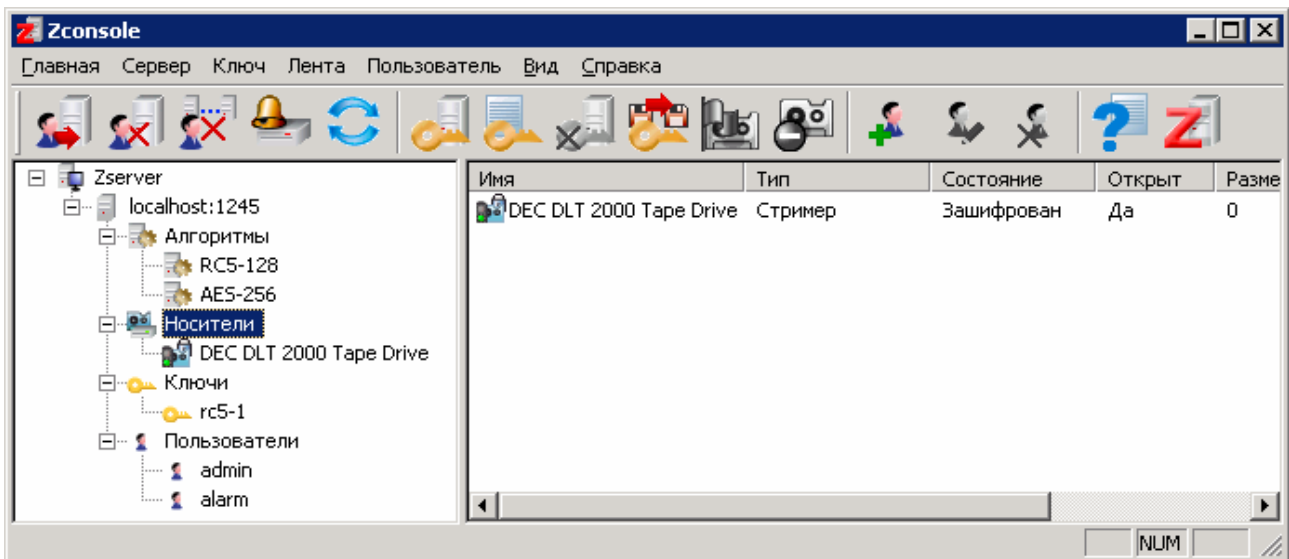 Zconsole
Главная Сервер Ключ Лента Пользователь Вид Справка
Zserver
localhost:1245
Алгоритмы
RC5-128
AES-256
Носители
DEC DLT 2000 Tape Drive
Ключи
rc5-1
Пользователи
admin
alarm
Имя Тип Состояние Открыт Разме
DEC DLT 2000 Tape Drive Стример Зашифрован Да 0
NUM